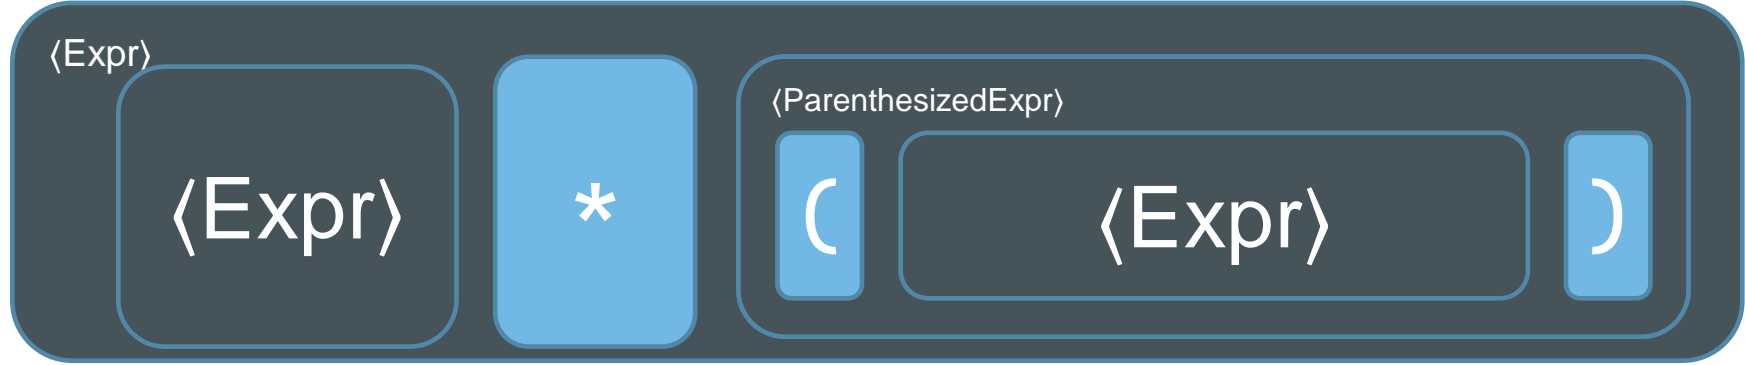 ⟨Expr⟩
⟨ParenthesizedExpr⟩
⟨Expr⟩ * ( ⟨Expr⟩ )